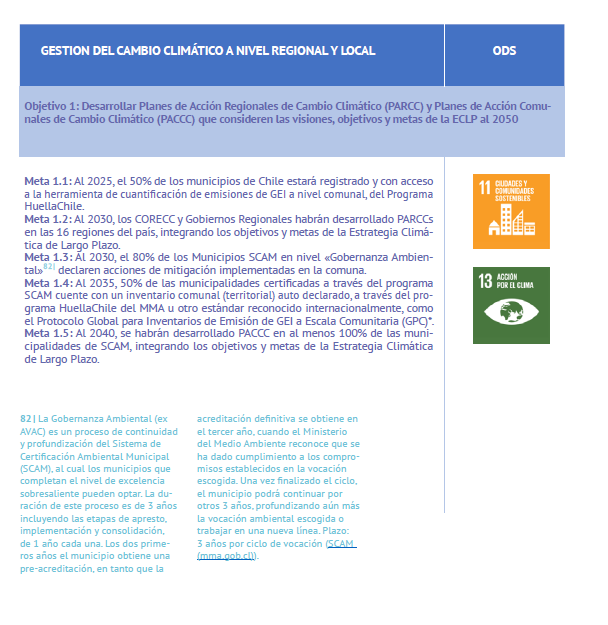 GESTION DEL CAMBIO CLIMÁTICO A NIVEL REGIONAL Y LOCAL
ODS
Objetivo 1: Desarrollar Planes de Acción Regionales de Cambio Climático (PARCC) y Planes de Acción Comu-
nales de Cambio Climático (PACCC) que consideren las visiones, objetivos y metas de la ECLP al 2050
Meta 1.1: Al 2025, el 50% de los municipios de Chile estará registrado y con acceso
a la herramienta de cuantificación de emisiones de GEI a nivel comunal, del Programa
HuellaChile.
Meta 1.2: Al 2030, los CORECC y Gobiernos Regionales habrán desarrollado PARCCs
en las 16 regiones del país, integrando los objetivos y metas de la Estrategia Climá-
tica de Largo Plazo.
Meta 1.3: Al 2030, el 80% de los Municipios SCAM en nivel «Gobernanza Ambien-
tal»82| declaren acciones de mitigación implementadas en la comuna.
Meta 1.4: Al 2035, 50% de las municipalidades certificadas a través del programa
SCAM cuente con un inventario comunal (territorial) auto declarado, a través del pro-
grama HuellaChile del MMA u otro estándar reconocido internacionalmente, como
el Protocolo Global para Inventarios de Emisión de GEI a Escala Comunitaria (GPC)*.
Meta 1.5: Al 2040, se habrán desarrollado PACCC en al menos 100% de las muni-
cipalidades de SCAM, integrando los objetivos y metas de la Estrategia Climática
de Largo Plazo.
11 CIUDADES Y
COMUNIDADES
SOSTENIBLES
13 ACCIÓN
POR EL CLIMA
82| La Gobernanza Ambiental (ex
AVAC) es un proceso de continuidad
y profundización del Sistema de
Certificación Ambiental Municipal
(SCAM), al cual los municipios que
completan el nivel de excelencia
sobresaliente pueden optar. La du-
ración de este proceso es de 3 años
incluyendo las etapas de apresto,
implementación y consolidación,
de 1 año cada una. Los dos prime-
ros años el municipio obtiene una
pre-acreditación, en tanto que la
acreditación definitiva se obtiene en
el tercer año, cuando el Ministerio
del Medio Ambiente reconoce que se
ha dado cumplimiento a los compro-
misos establecidos en la vocación
escogida. Una vez finalizado el ciclo,
el municipio podrá continuar por
otros 3 años, profundizando aún más
la vocación ambiental escogida o
trabajar en una nueva línea. Plazo:
3 años por ciclo de vocación (SCAM
(mma.gob.cl)).